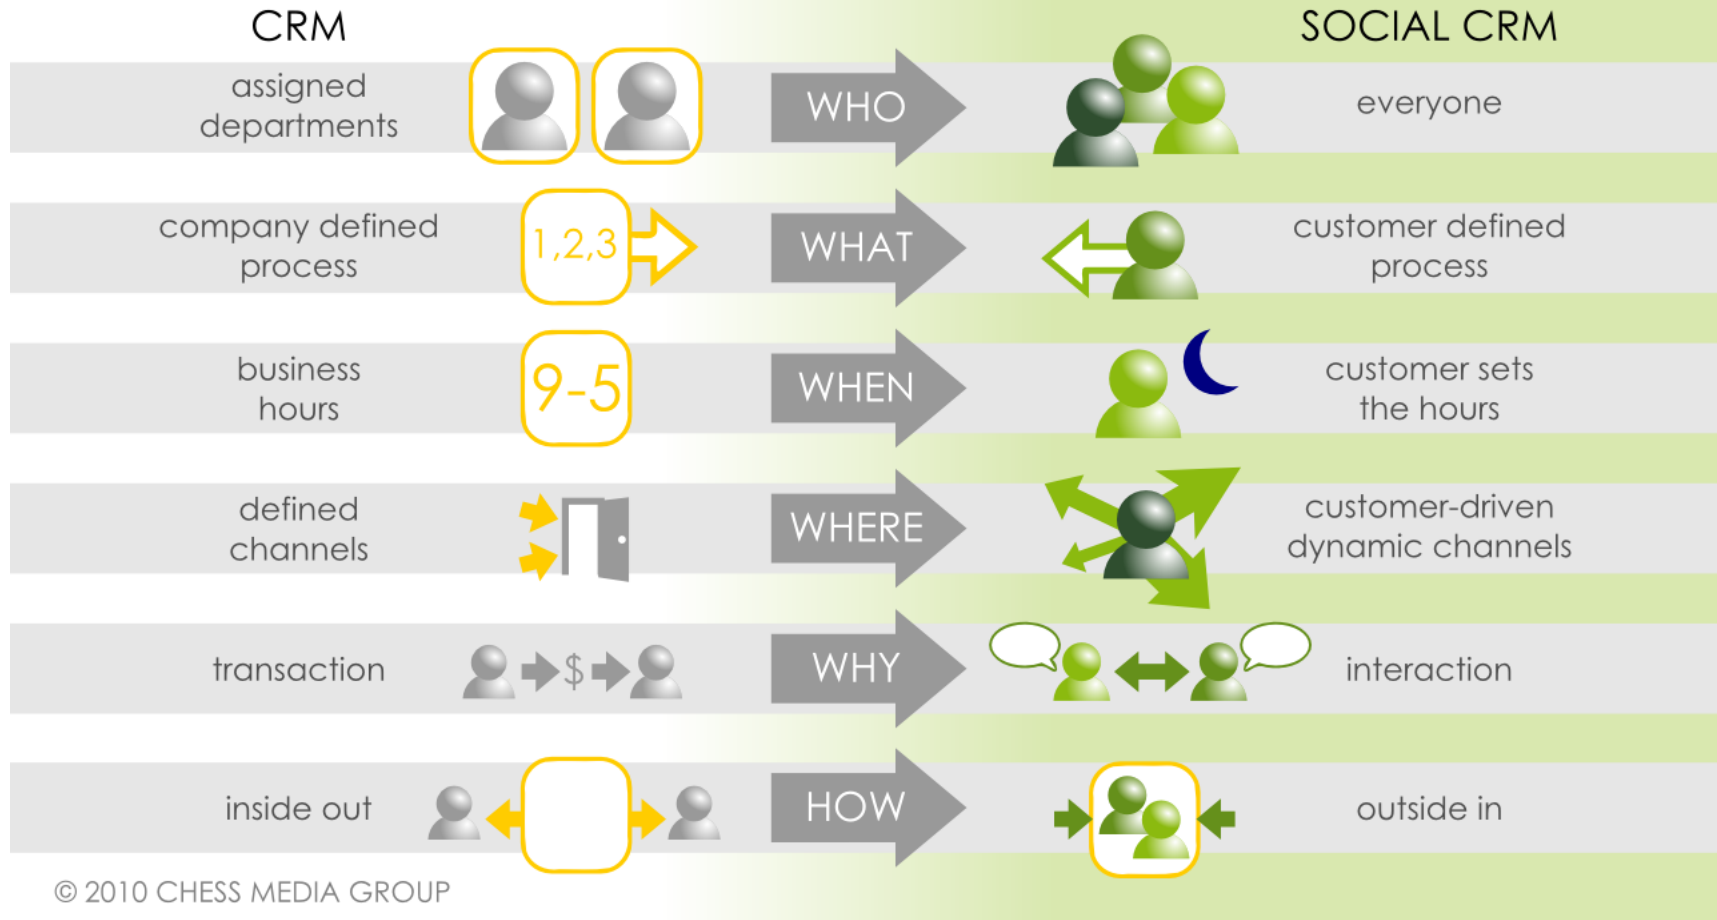 CRM
SOCIAL CRM
assigned
departments
WHO
everyone
company defined
process
1,2,3
WHAT
customer defined
process
business
hours
9-5
WHEN
customer sets
the hours
defined
channels
WHERE
customer-driven
dynamic channels
transaction
$
WHY
interaction
inside out
HOW
outside in
© 2010 CHESS MEDIA GROUP